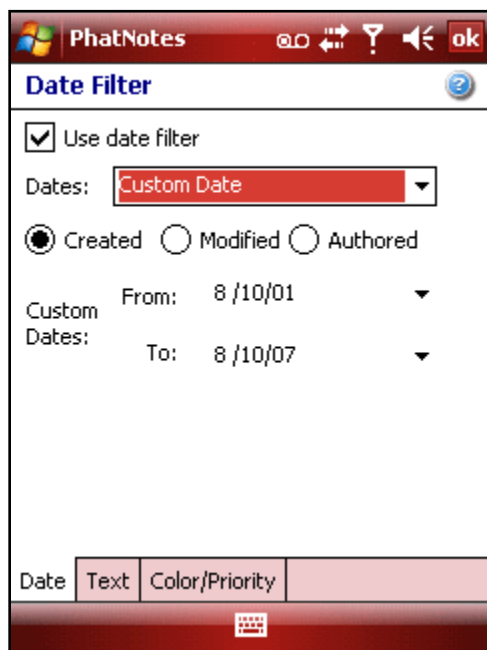 PhatNotes ok
Date Filter ?
Use date filter
Dates: Custom Date
Created Modified Authored
Custom Dates:
From: 8 /10/01
To: 8 /10/07
Date Text Color/Priority